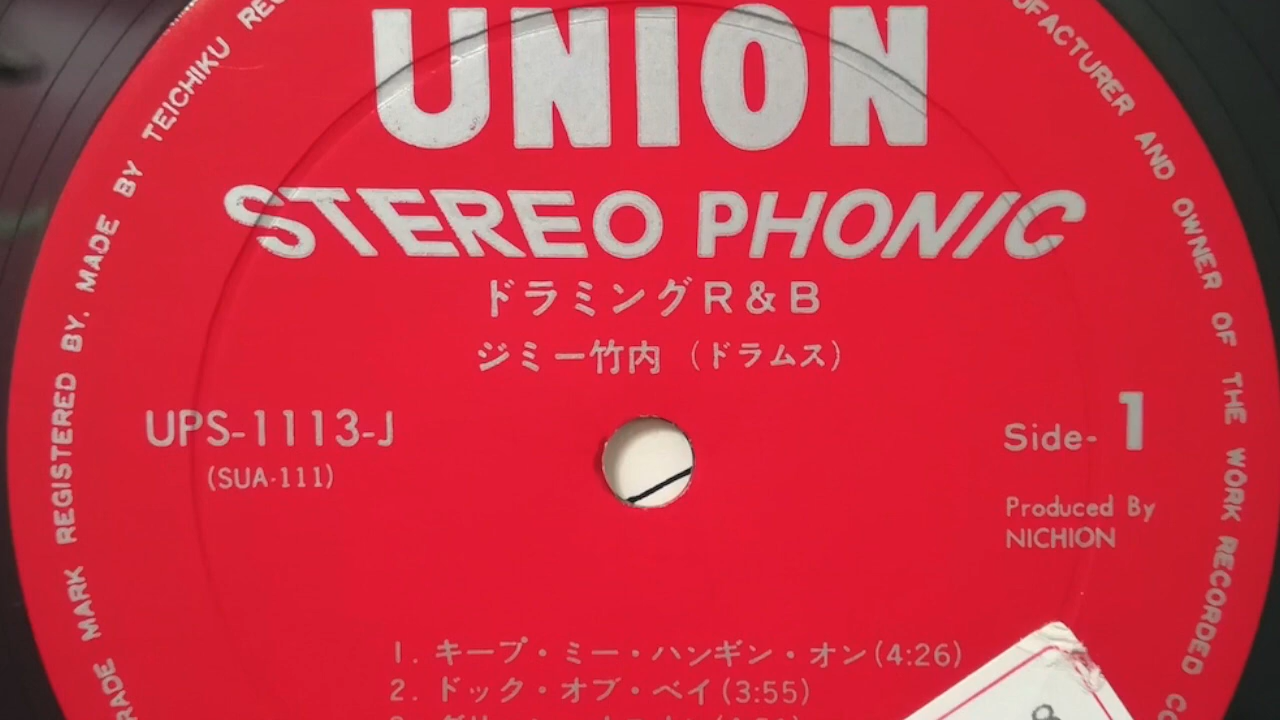 UNION
STEREO PHONIC
ドラミングR&B
ジミー竹内 (ドラムス)
UPS-1113-J
(SUA-111)
Side-1
Produced By
NICHION
1. キープ・ミー・ハンギン・オン(4:26)
2. ドック・オブ・ベイ(3:55)
MARK REGISTERED BY. MADE BY TEICHIKU
AND OWNER OF THE WORK RECORDED